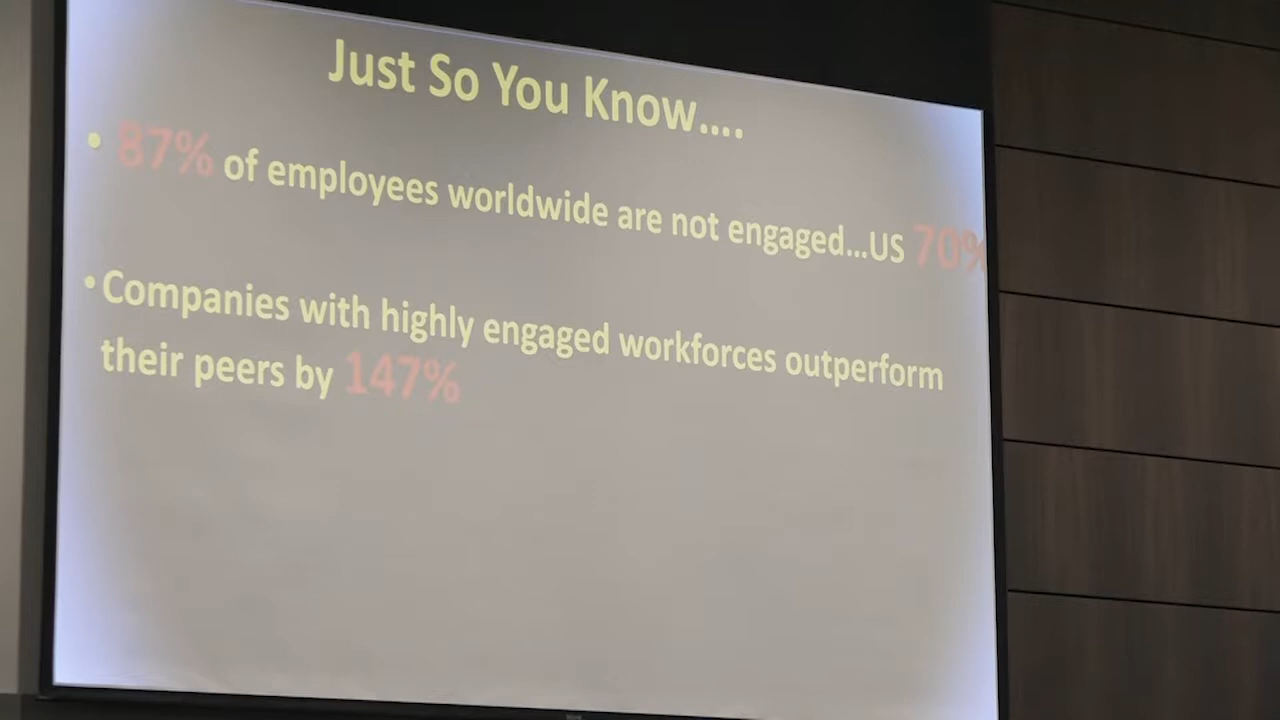 Just So You Know....
• 87% of employees worldwide are not engaged...US 70%
• Companies with highly engaged workforces outperform
their peers by 147%